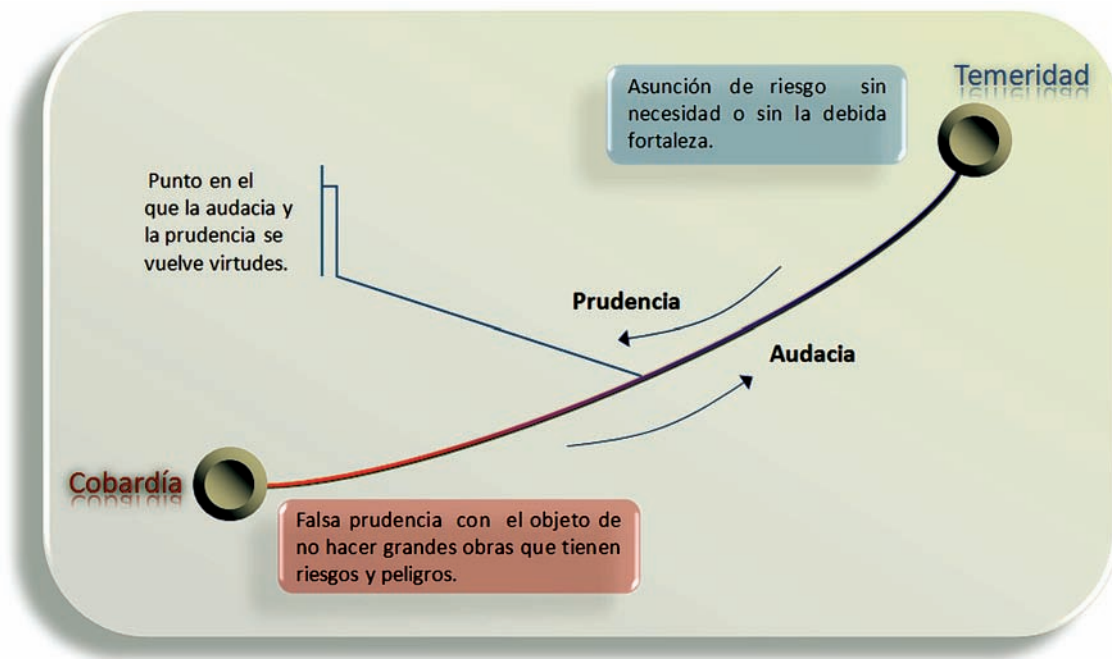 Temeridad
Asunción de riesgo sin
necesidad o sin la debida
fortaleza.
Punto en el
que la audacia y
la prudencia se
vuelve virtudes.
Prudencia
Audacia
Cobardía
Falsa prudencia con el objeto de
no hacer grandes obras que tienen
riesgos y peligros.